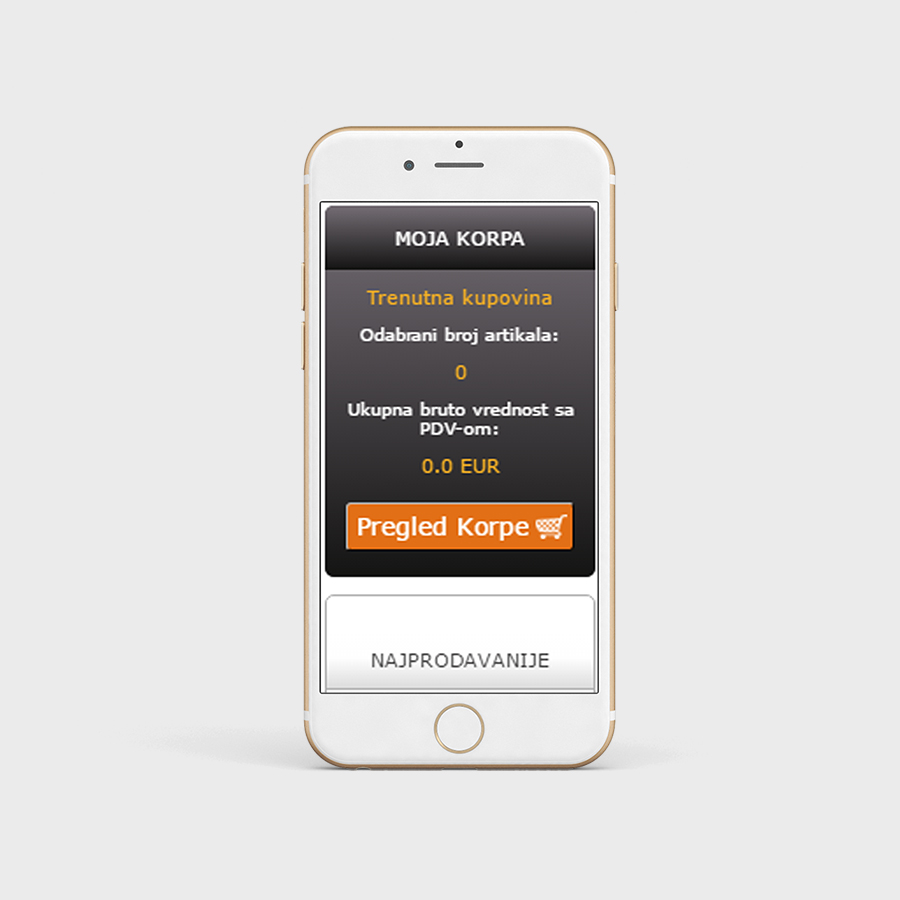 MOJA KORPA
Trenutna kupovina
Odabrani broj artikala:
0
Ukupna bruto vrednost sa
PDV-om:
0.0 EUR
Pregled Korpe
NAJPRODAVANIJE